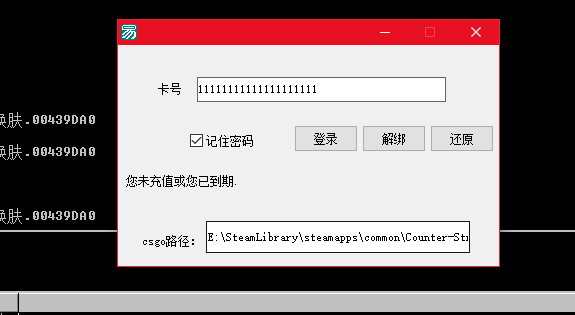 易
卡号 11111111111111111111
换肤.00439DA0
记住密码 登录 解绑 还原
换肤.00439DA0
您未充值或您已到期.
换肤.00439DA0
csgo路径： E:\SteamLibrary\steamapps\common\Counter-Str